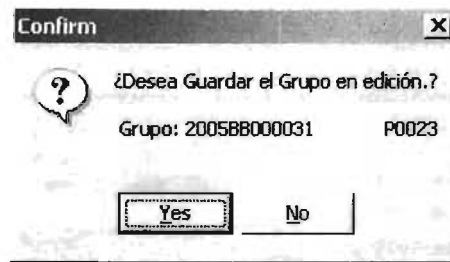 Confirm
¿Desea Guardar el Grupo en edición.?
Grupo: 2005BB000031 P0023
Yes No